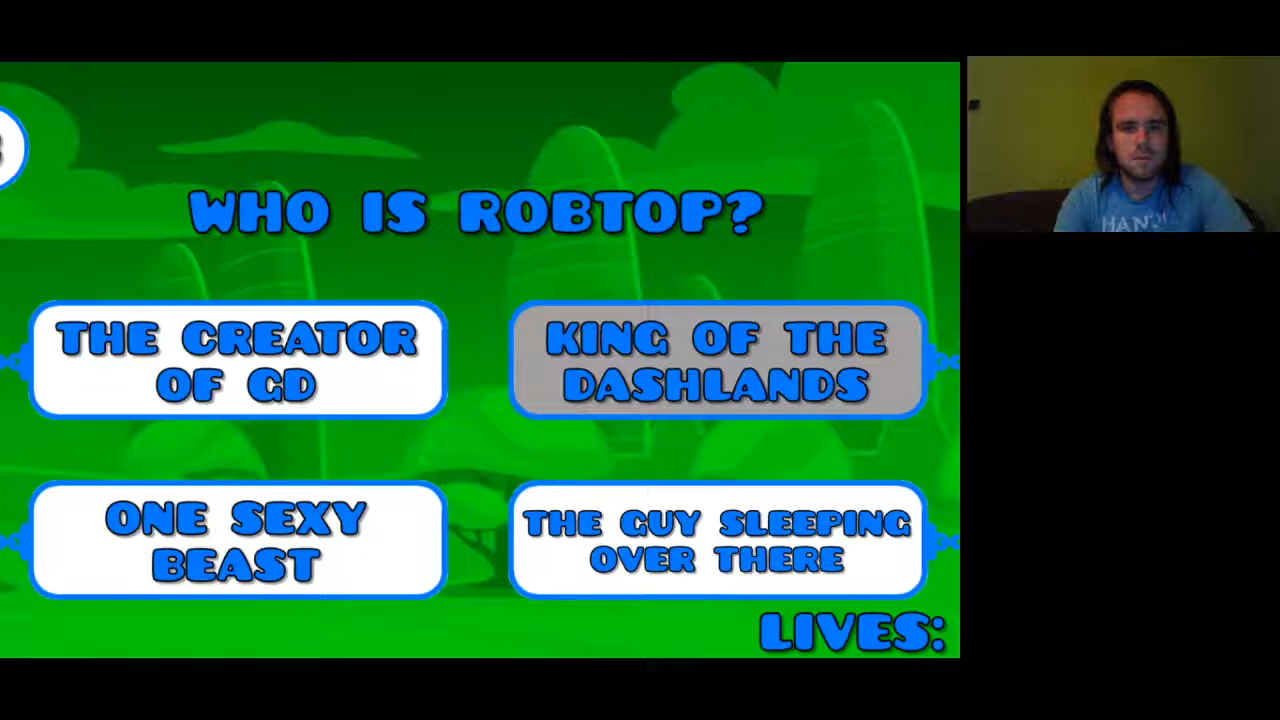 WHO IS ROBTOP?
THE CREATOR
OF GD
KING OF THE
DASHLANDS
ONE SEXY
BEAST
THE GUY SLEEPING
OVER THERE
LIVES: